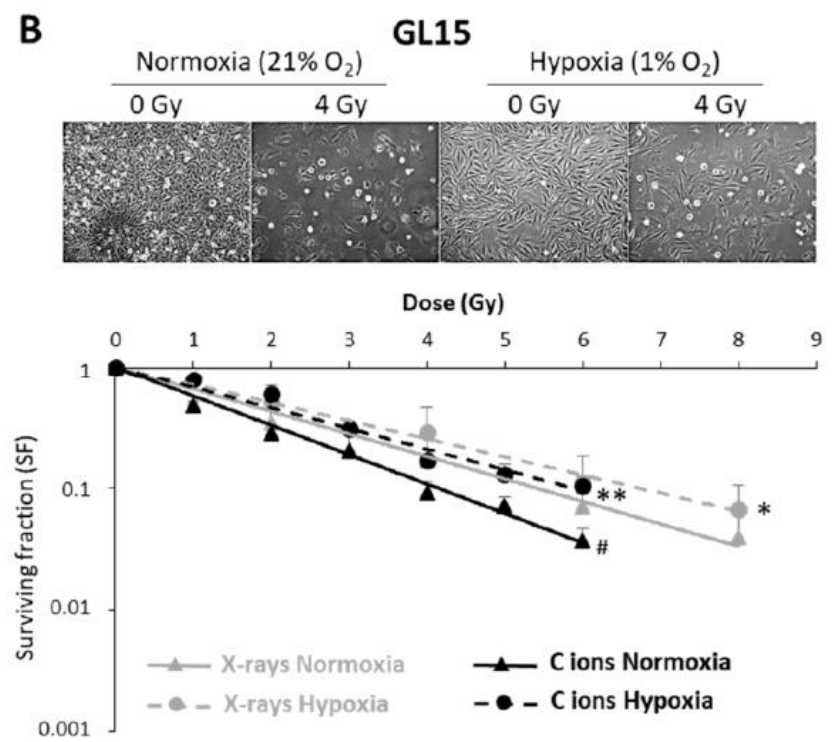 B
GL15
Normoxia (21% O₂) Hypoxia (1% O₂)
0 Gy 4 Gy 0 Gy 4 Gy
Dose (Gy)
0 1 2 3 4 5 6 7 8 9
1
0.1
0.01
0.001
Surviving fraction (SF)
**
*
#
X-rays Normoxia C ions Normoxia
X-rays Hypoxia C ions Hypoxia